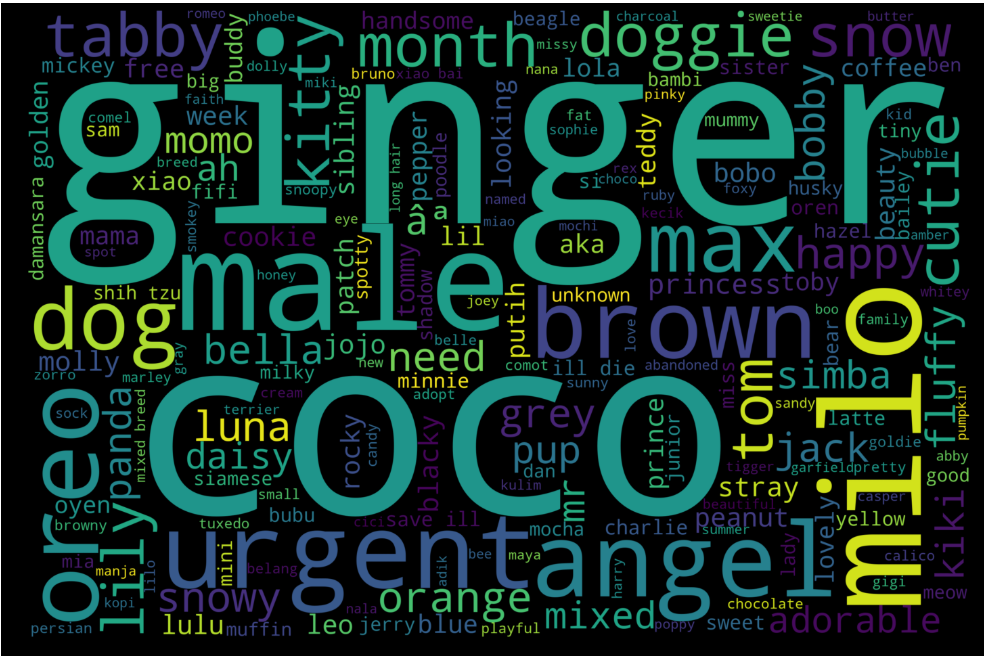 romeo
phoebe
sweetie
charcoal
butter
tabby
kitty
buddy
dolly
handsome
beagle
doggie
snow
mickey
free
big
month
missy
lola
sister
coffee
ben
miki
bruno
xiao bai
nana
bambi
pinky
faith
ginger
comel
sam
week
momo
sibling
looking
fat
sophie
teddy
mummy
bobby
kid
tiny
bubble
golden
damansara
breed
ah
xiao
fifi
snoopy
long hair
pepper
poodle
si
choco
rex
ruby
bobo
foxy
husky
beauty
bailey
cutie
oren
named
miao
kecik
âª
mama
spot
smokey
cookie
eye
lil
mochi
aka
max
hazel
happy
bamber
shih tzu
male
honey
patch
spotty
tommy
shadow
joey
putih
unknown
princess
toby
whitey
dog
brown
milo
boo
family
molly
zorro
marley
gray
bella
milky
jojo
new
need
belle
minnie
adopt
comot
ill die
sunny
love
abandoned
miss
tom
bear
simba
fluffy
pumpkin
oreo
sock
panda
mixed breed
cream
terrier
luna
daisy
siamese
small
coco
rocky
candy
blacky
grey
pup
dan
kulim
prince
junior
sandy
latte
jack
goldie
tigger
garfield
pretty
abby
good
stray
oyen
browny
lily
tuxedo
bubu
cici
save ill
mocha
mr
charlie
beautiful
peanut
summer
lovely
casper
yellow
kiki
mia
manja
lilo
kopi
mini
belang
urgent
bee
maya
adik
harry
angel
lady
calico
gigi
meow
snowy
nala
orange
mixed
chocolate
persian
lulu
muffin
leo
jerry
blue
playful
poppy
sweet
adorable